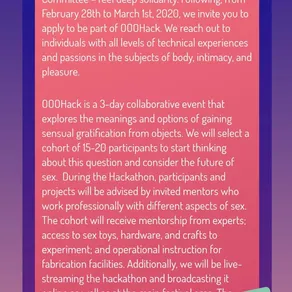 Committee - feel deep solidarity. Following, from
February 28th to March 1st, 2020, we invite you to
apply to be part of OOOHack. We reach out to
individuals with all levels of technical experiences
and passions in the subjects of body, intimacy, and
pleasure.
OOOHack is a 3-day collaborative event that
explores the meanings and options of gaining
sensual gratification from objects. We will select a
cohort of 15-20 participants to start thinking
about this question and consider the future of
sex. During the Hackathon, participants and
projects will be advised by invited mentors who
work professionally with different aspects of sex.
The cohort will receive mentorship from experts;
access to sex toys, hardware, and crafts to
experiment; and operational instruction for
fabrication facilities. Additionally, we will be live-
streaming the hackathon and broadcasting it